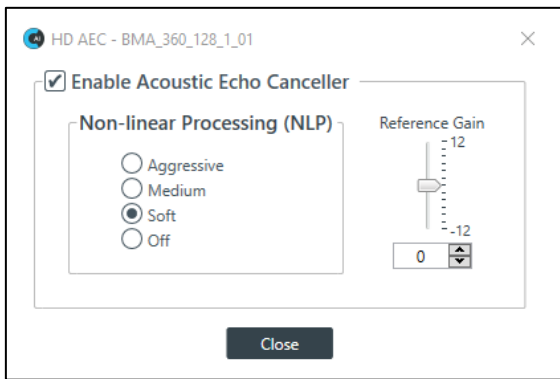 HD AEC - BMA_360_128_1_01
Enable Acoustic Echo Canceller
Non-linear Processing (NLP)
Aggressive
Medium
Soft
Off
Reference Gain
12
-12
0
Close